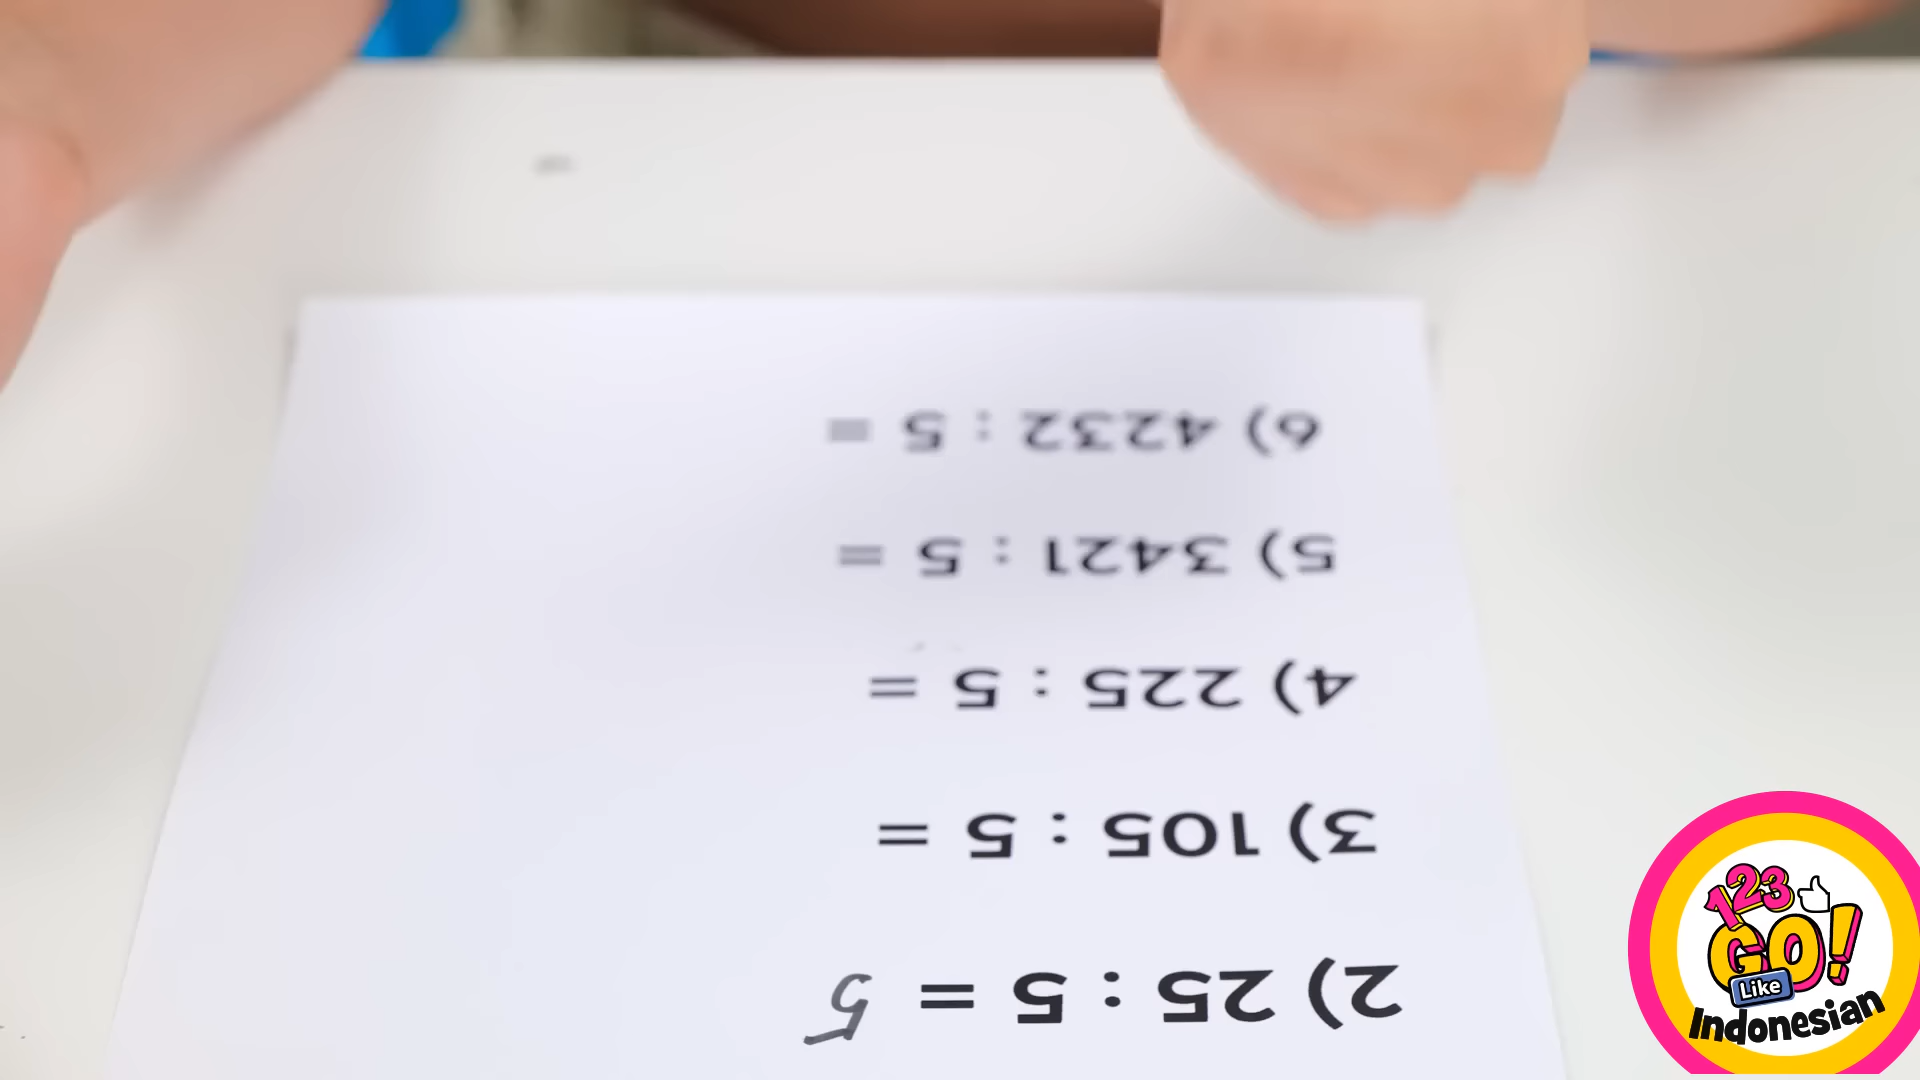 2) 25 : 5 = 5
3) 105 : 5 =
4) 225 : 5 =
5) 3421 : 5 =
6) 4232 : 5 =
123
GO!
Like
Indonesian